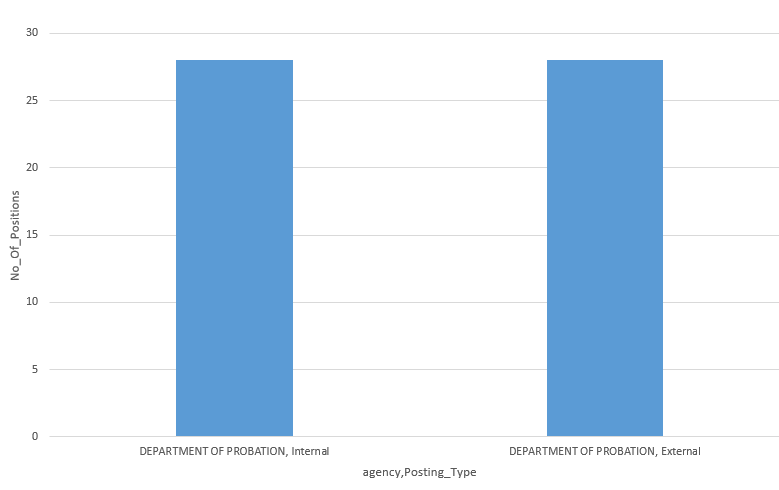 30
25
20
15
10
5
0
No_Of_Positions
DEPARTMENT OF PROBATION, Internal
DEPARTMENT OF PROBATION, External
agency,Posting_Type